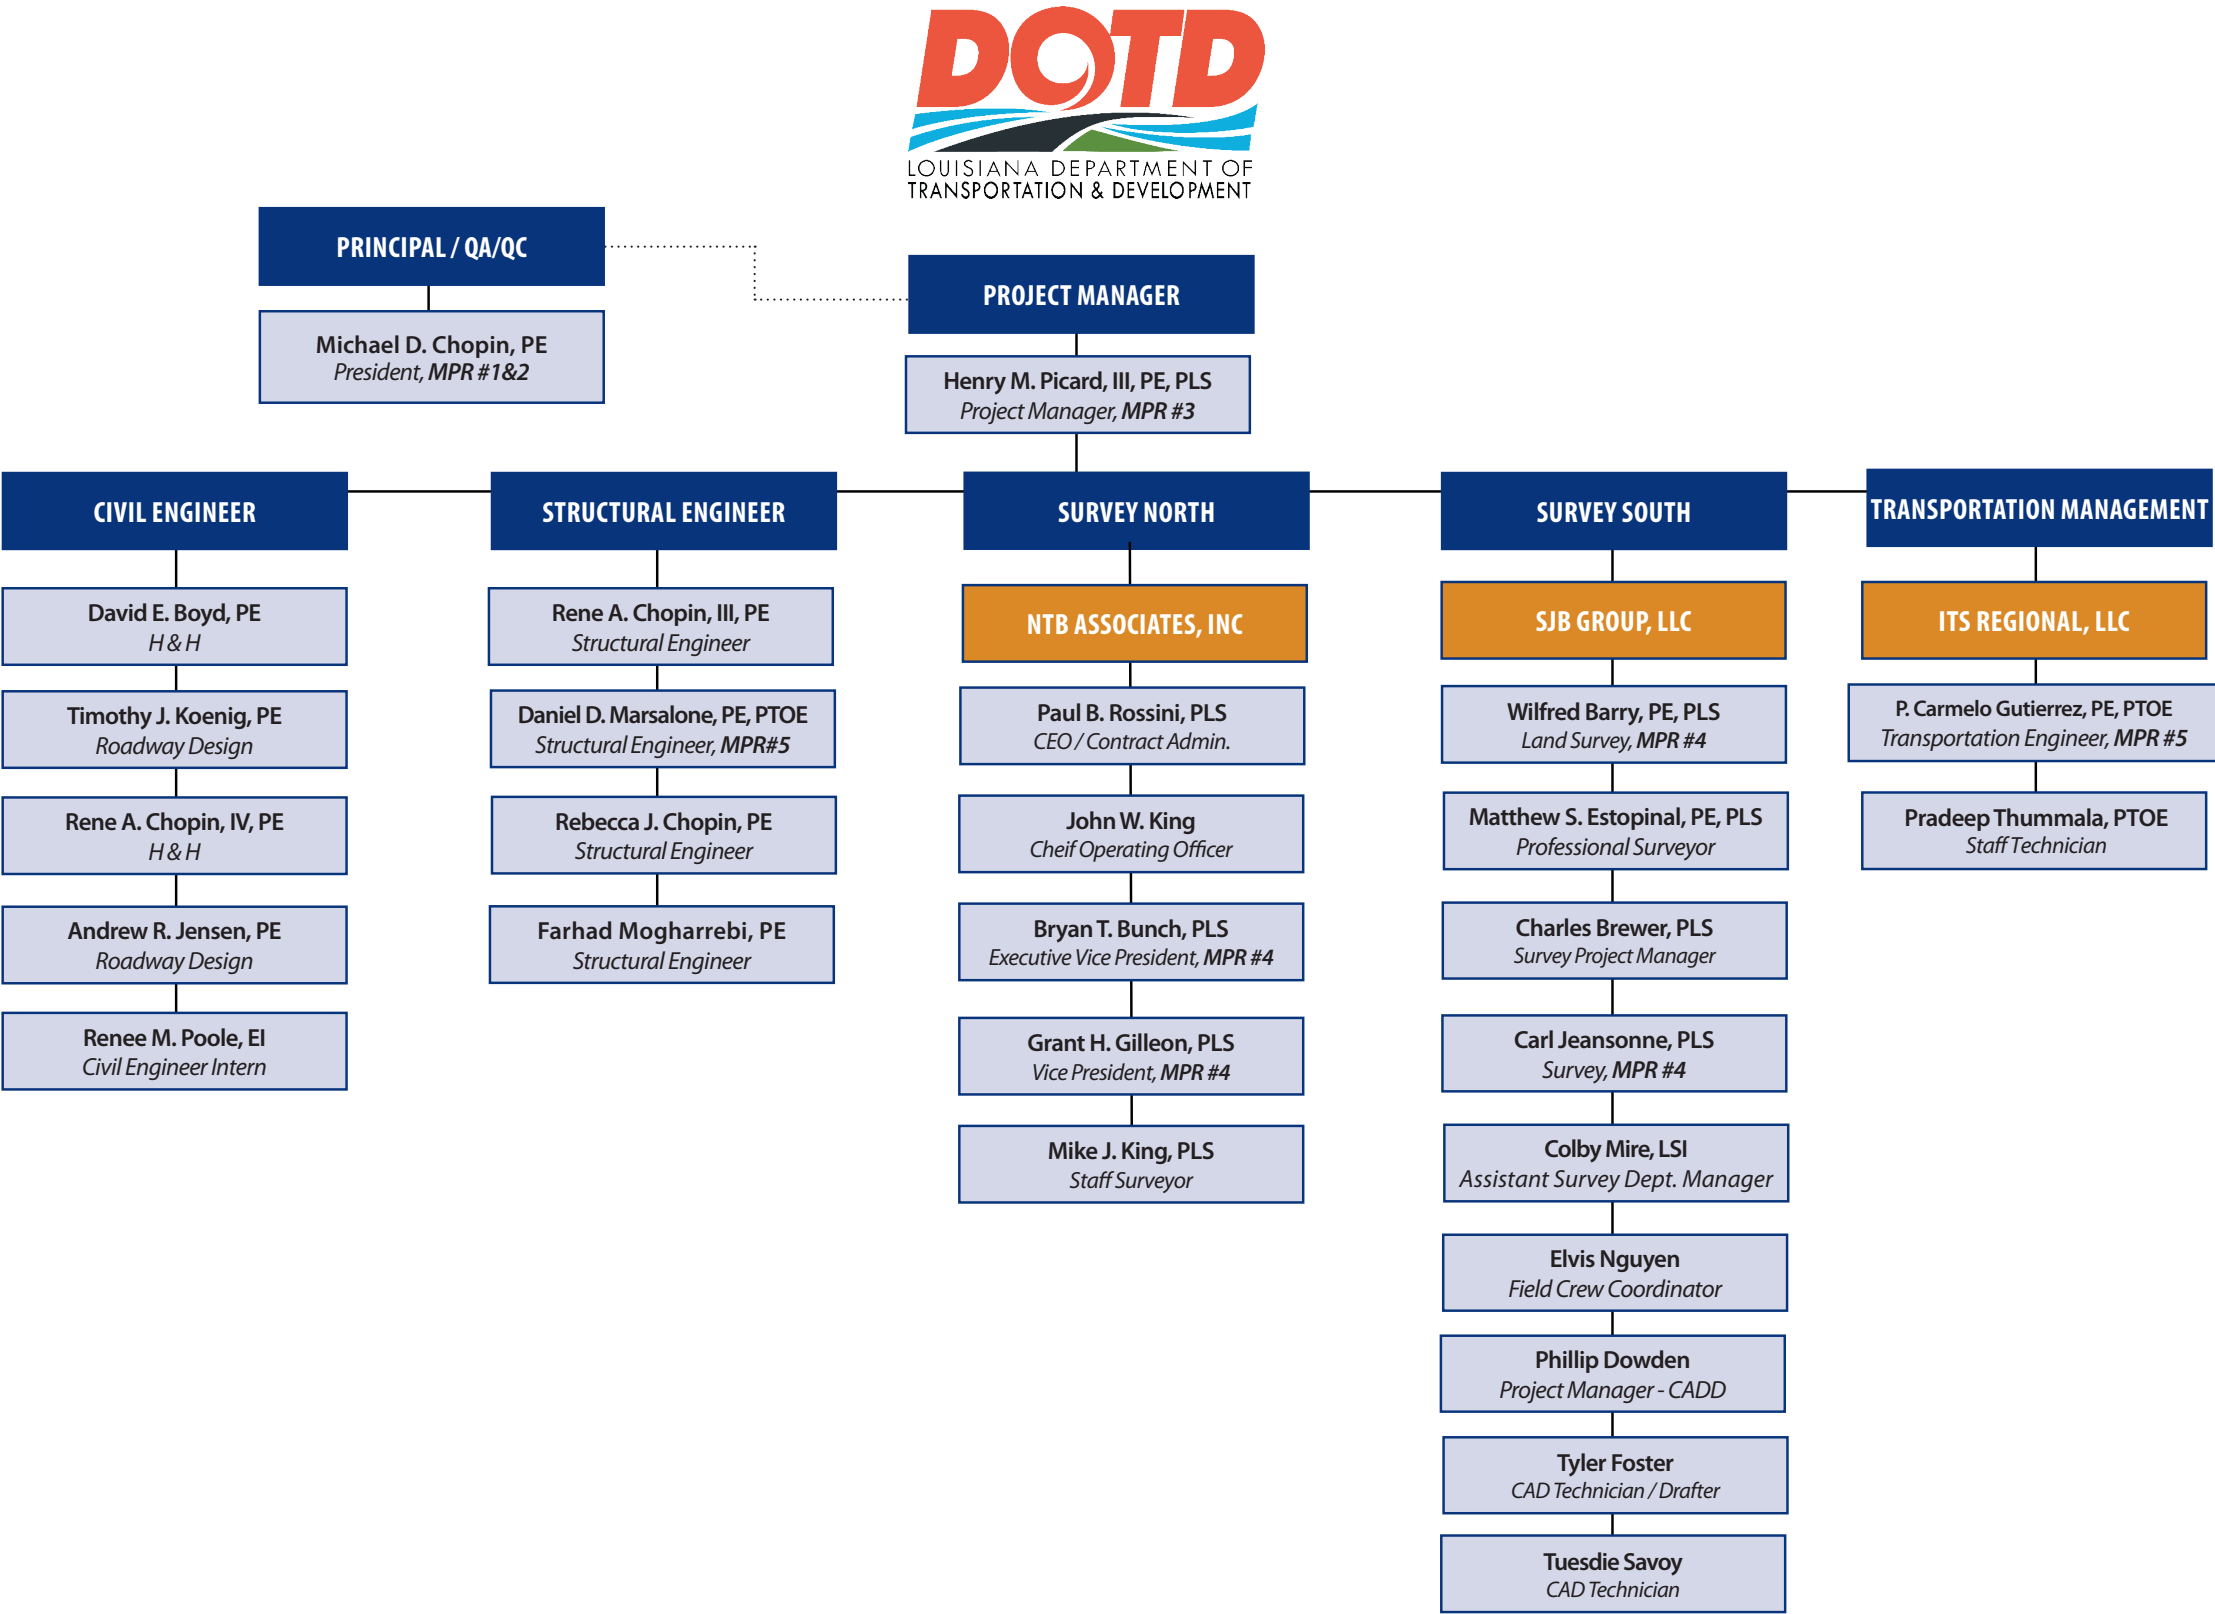 DOTD
LOUISIANA DEPARTMENT OF
TRANSPORTATION & DEVELOPMENT
PRINCIPAL / QA/QC
Michael D. Chopin, PE
President, MPR #1&2
PROJECT MANAGER
Henry M. Picard, III, PE, PLS
Project Manager, MPR #3
CIVIL ENGINEER
David E. Boyd, PE
H & H
Timothy J. Koenig, PE
Roadway Design
Rene A. Chopin, IV, PE
H & H
Andrew R. Jensen, PE
Roadway Design
Renee M. Poole, EI
Civil Engineer Intern
STRUCTURAL ENGINEER
Rene A. Chopin, III, PE
Structural Engineer
Daniel D. Marsalone, PE, PTOE
Structural Engineer, MPR#5
Rebecca J. Chopin, PE
Structural Engineer
Farhad Mogharrebi, PE
Structural Engineer
SURVEY NORTH
NTB ASSOCIATES, INC
Paul B. Rossini, PLS
CEO / Contract Admin.
John W. King
Cheif Operating Officer
Bryan T. Bunch, PLS
Executive Vice President, MPR #4
Grant H. Gilleon, PLS
Vice President, MPR #4
Mike J. King, PLS
Staff Surveyor
SURVEY SOUTH
SJB GROUP, LLC
Wilfred Barry, PE, PLS
Land Survey, MPR #4
Matthew S. Estopinal, PE, PLS
Professional Surveyor
Charles Brewer, PLS
Survey Project Manager
Carl Jeansonne, PLS
Survey, MPR #4
Colby Mire, LSI
Assistant Survey Dept. Manager
Elvis Nguyen
Field Crew Coordinator
Phillip Dowden
Project Manager - CADD
Tyler Foster
CAD Technician / Drafter
Tuesdie Savoy
CAD Technician
TRANSPORTATION MANAGEMENT
ITS REGIONAL, LLC
P. Carmelo Gutierrez, PE, PTOE
Transportation Engineer, MPR #5
Pradeep Thummala, PTOE
Staff Technician